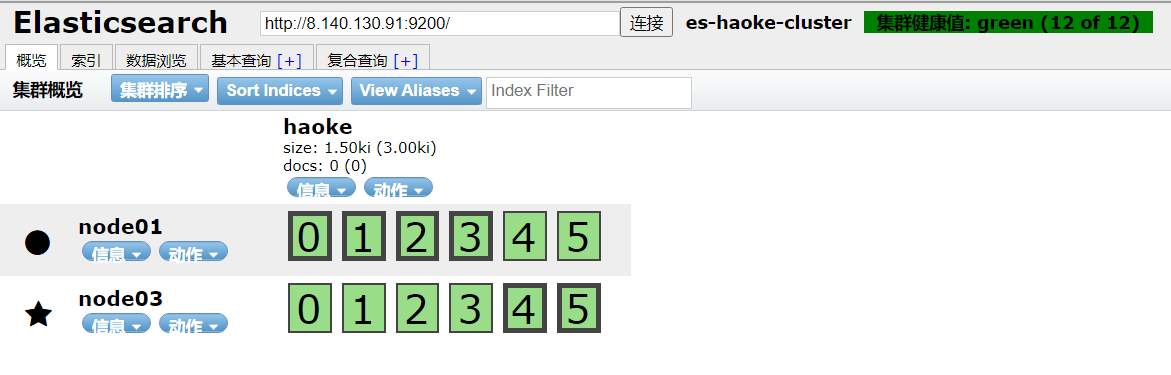 Elasticsearch http://8.140.130.91:9200/ 连接 es-haoke-cluster 集群健康值: green (12 of 12)
概览 索引 数据浏览 基本查询 [+] 复合查询 [+]
集群概览 集群排序 Sort Indices View Aliases Index Filter
haoke
size: 1.50ki (3.00ki)
docs: 0 (0)
信息 动作
node01 0 1 2 3 4 5
信息 动作
node03 0 1 2 3 4 5
信息 动作